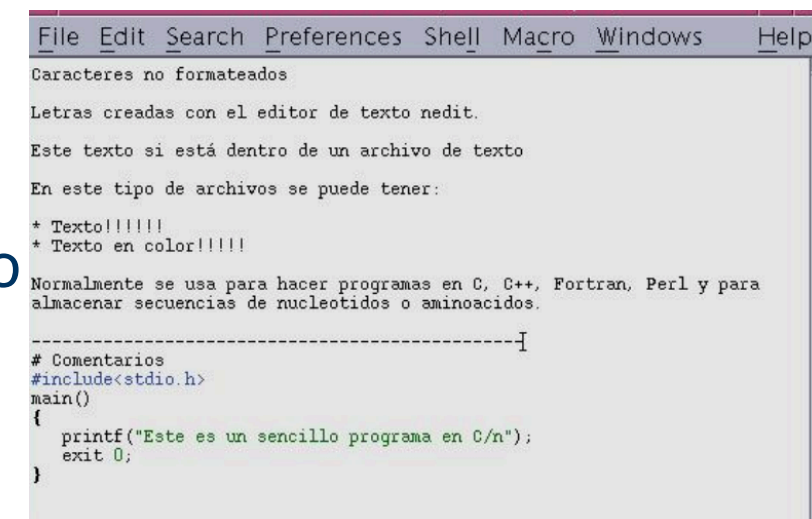 File Edit Search Preferences Shell Macro Windows Help
Caracteres no formateados
Letras creadas con el editor de texto nedit.
Este texto si está dentro de un archivo de texto
En este tipo de archivos se puede tener:
* Texto!!!!!!
* Texto en color!!!!!
Normalmente se usa para hacer programas en C, C++, Fortran, Perl y para
almacenar secuencias de nucleotidos o aminoacidos.
-------------------------------------------------
# Comentarios
#include<stdio.h>
main()
{
printf("Este es un sencillo programa en C/n");
exit 0;
}